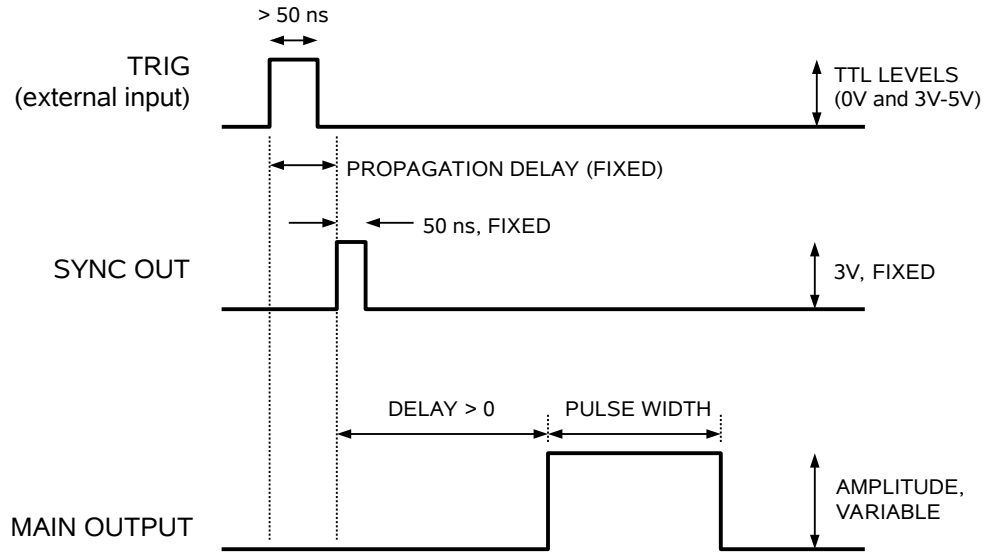 > 50 ns
TRIG
(external input)
TTL LEVELS
(0V and 3V-5V)
PROPAGATION DELAY (FIXED)
50 ns, FIXED
SYNC OUT
3V, FIXED
DELAY > 0
PULSE WIDTH
AMPLITUDE,
VARIABLE
MAIN OUTPUT